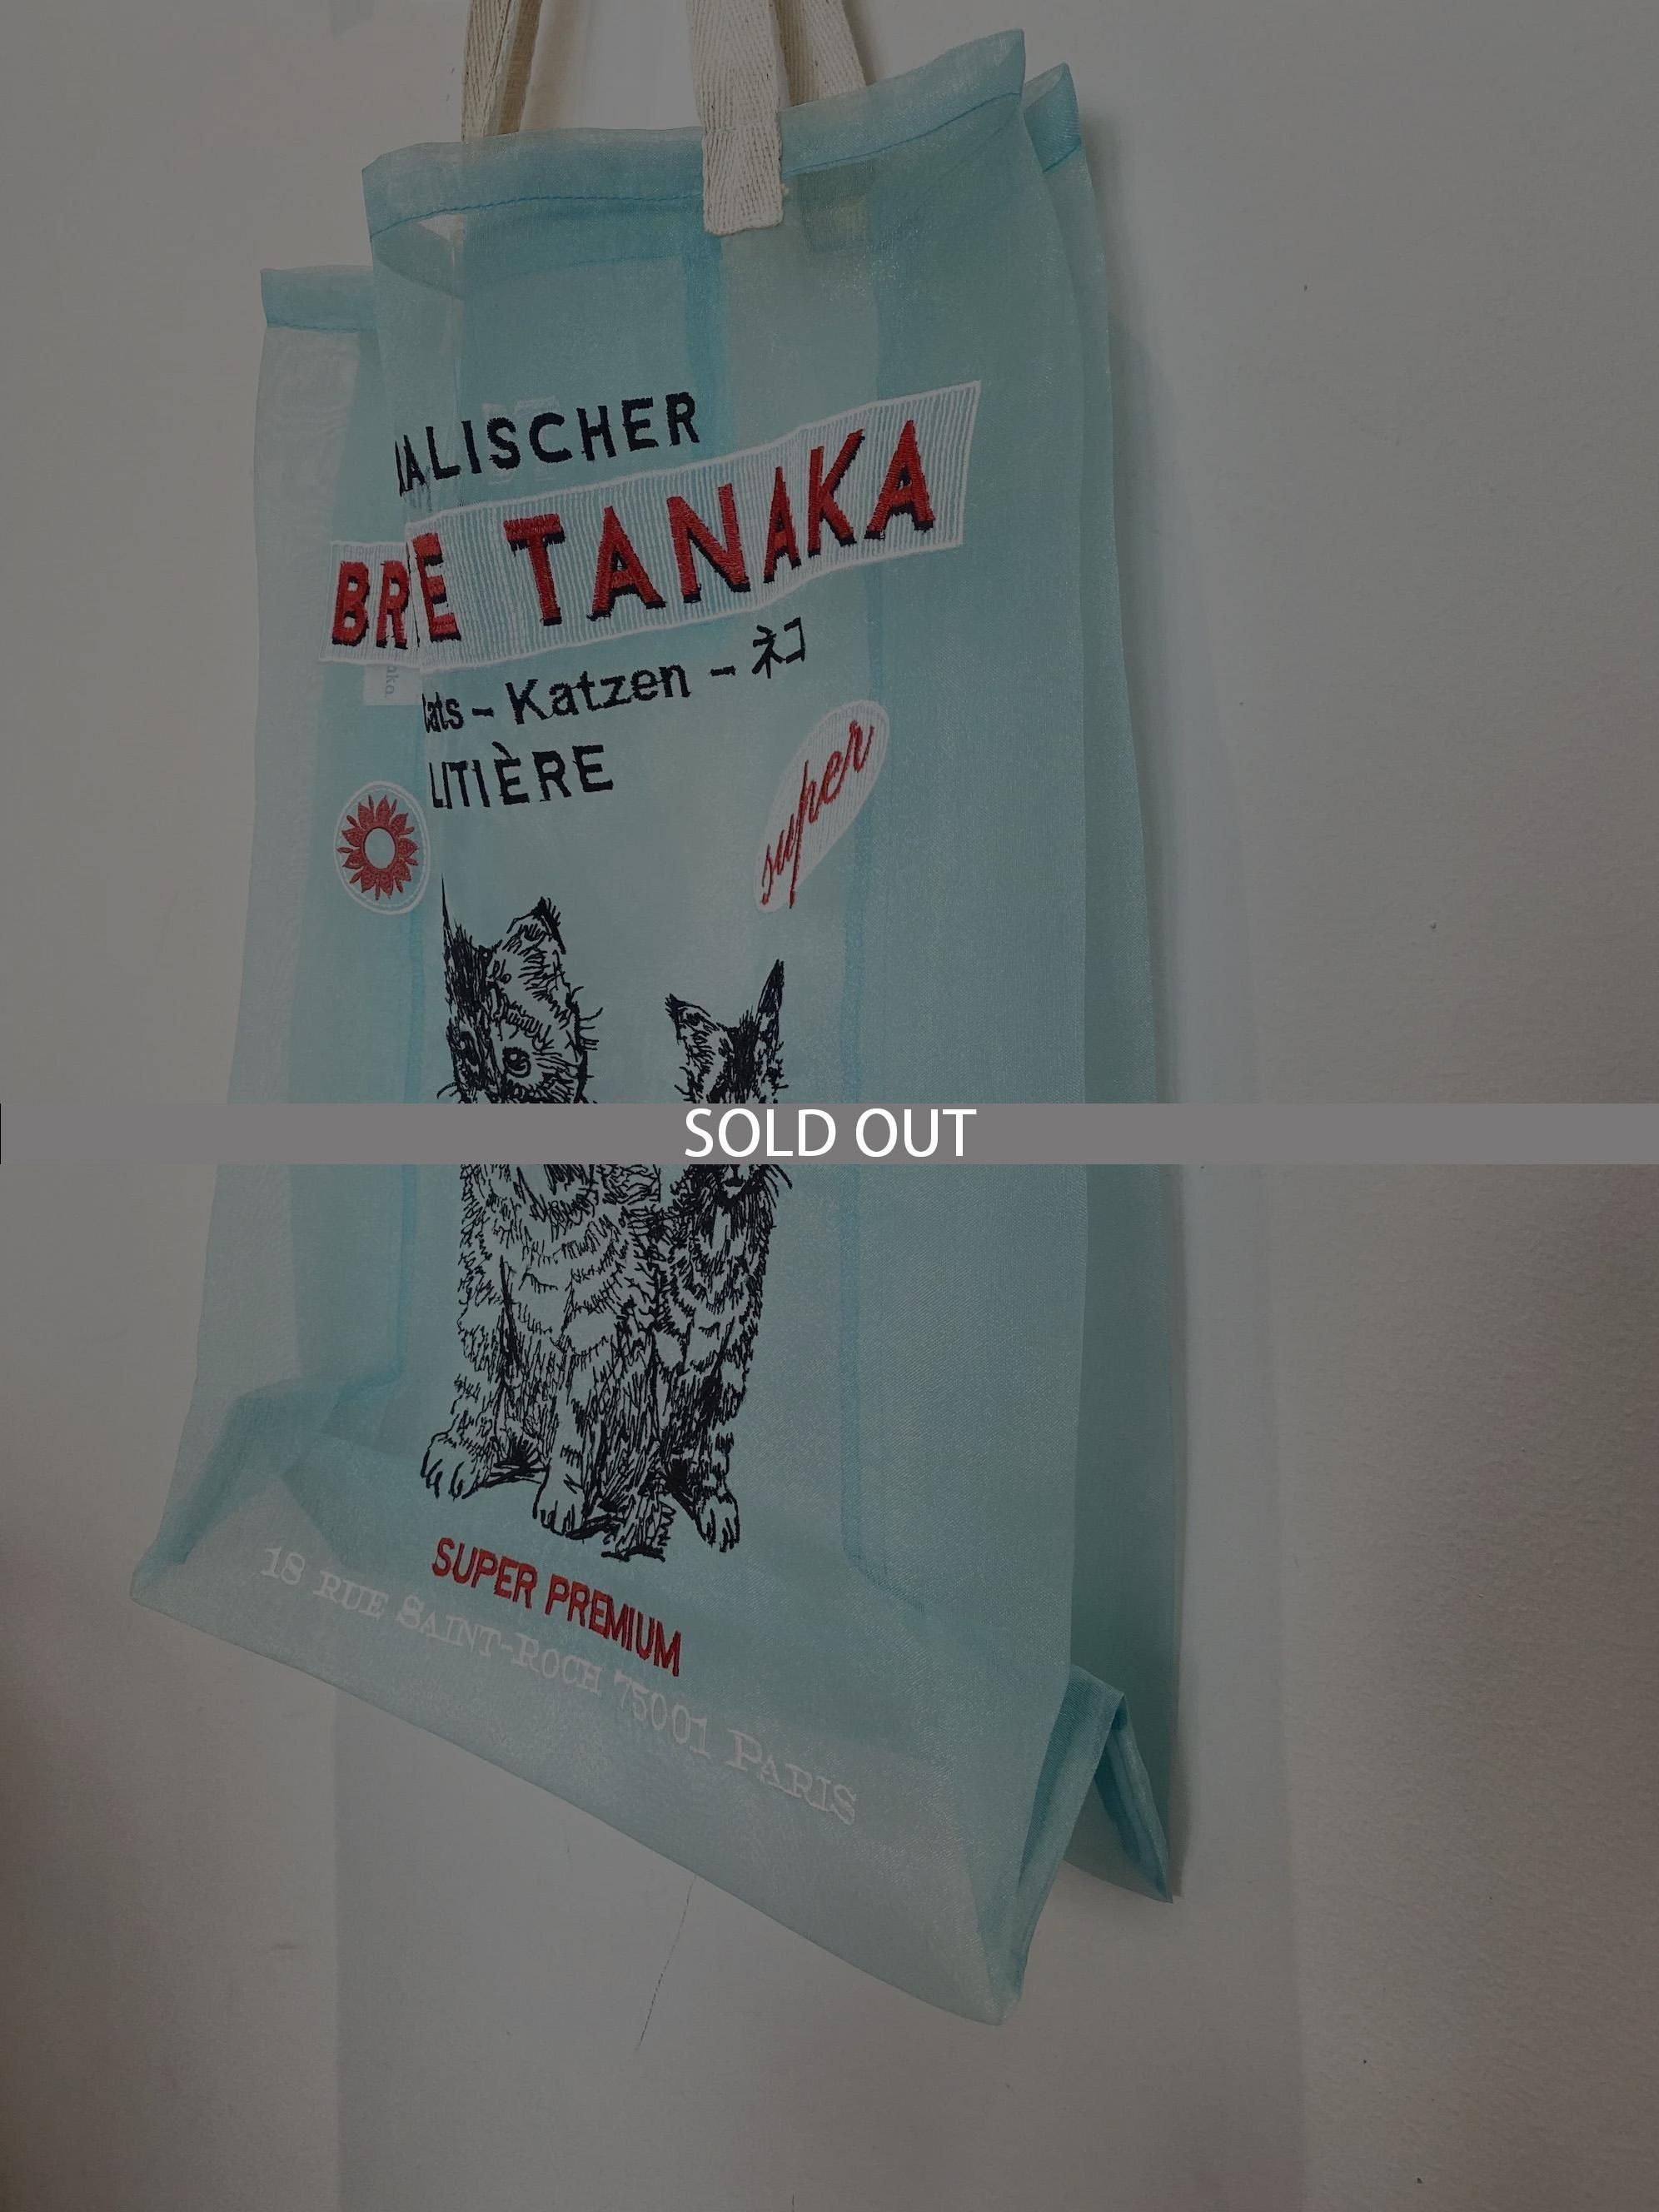 ALISCHER
BRE TANAKA
Cats – Katzen – ネコ
LITIÈRE
super
SOLD OUT
SUPER PREMIUM
18 RUE SAINT-ROCH 75001 PARIS